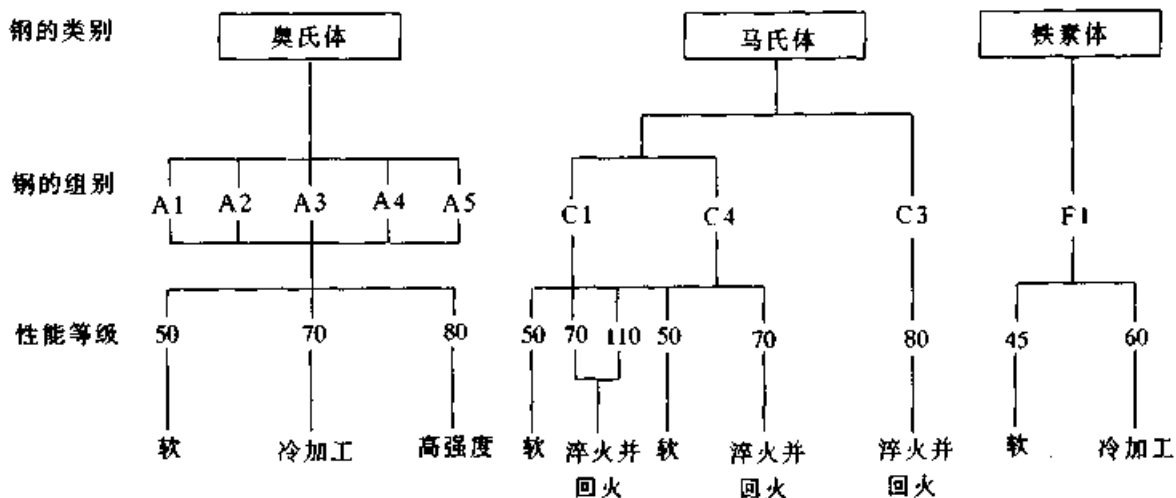 钢的类别 奥氏体 马氏体 铁素体
钢的组别 A1 A2 A3 A4 A5 C1 C4 C3 F1
性能等级 50 70 80 50 70 110 50 70 80 45 60
软 冷加工 高强度 软 淬火并 软 淬火并 淬火并 软 冷加工
回火 回火 回火